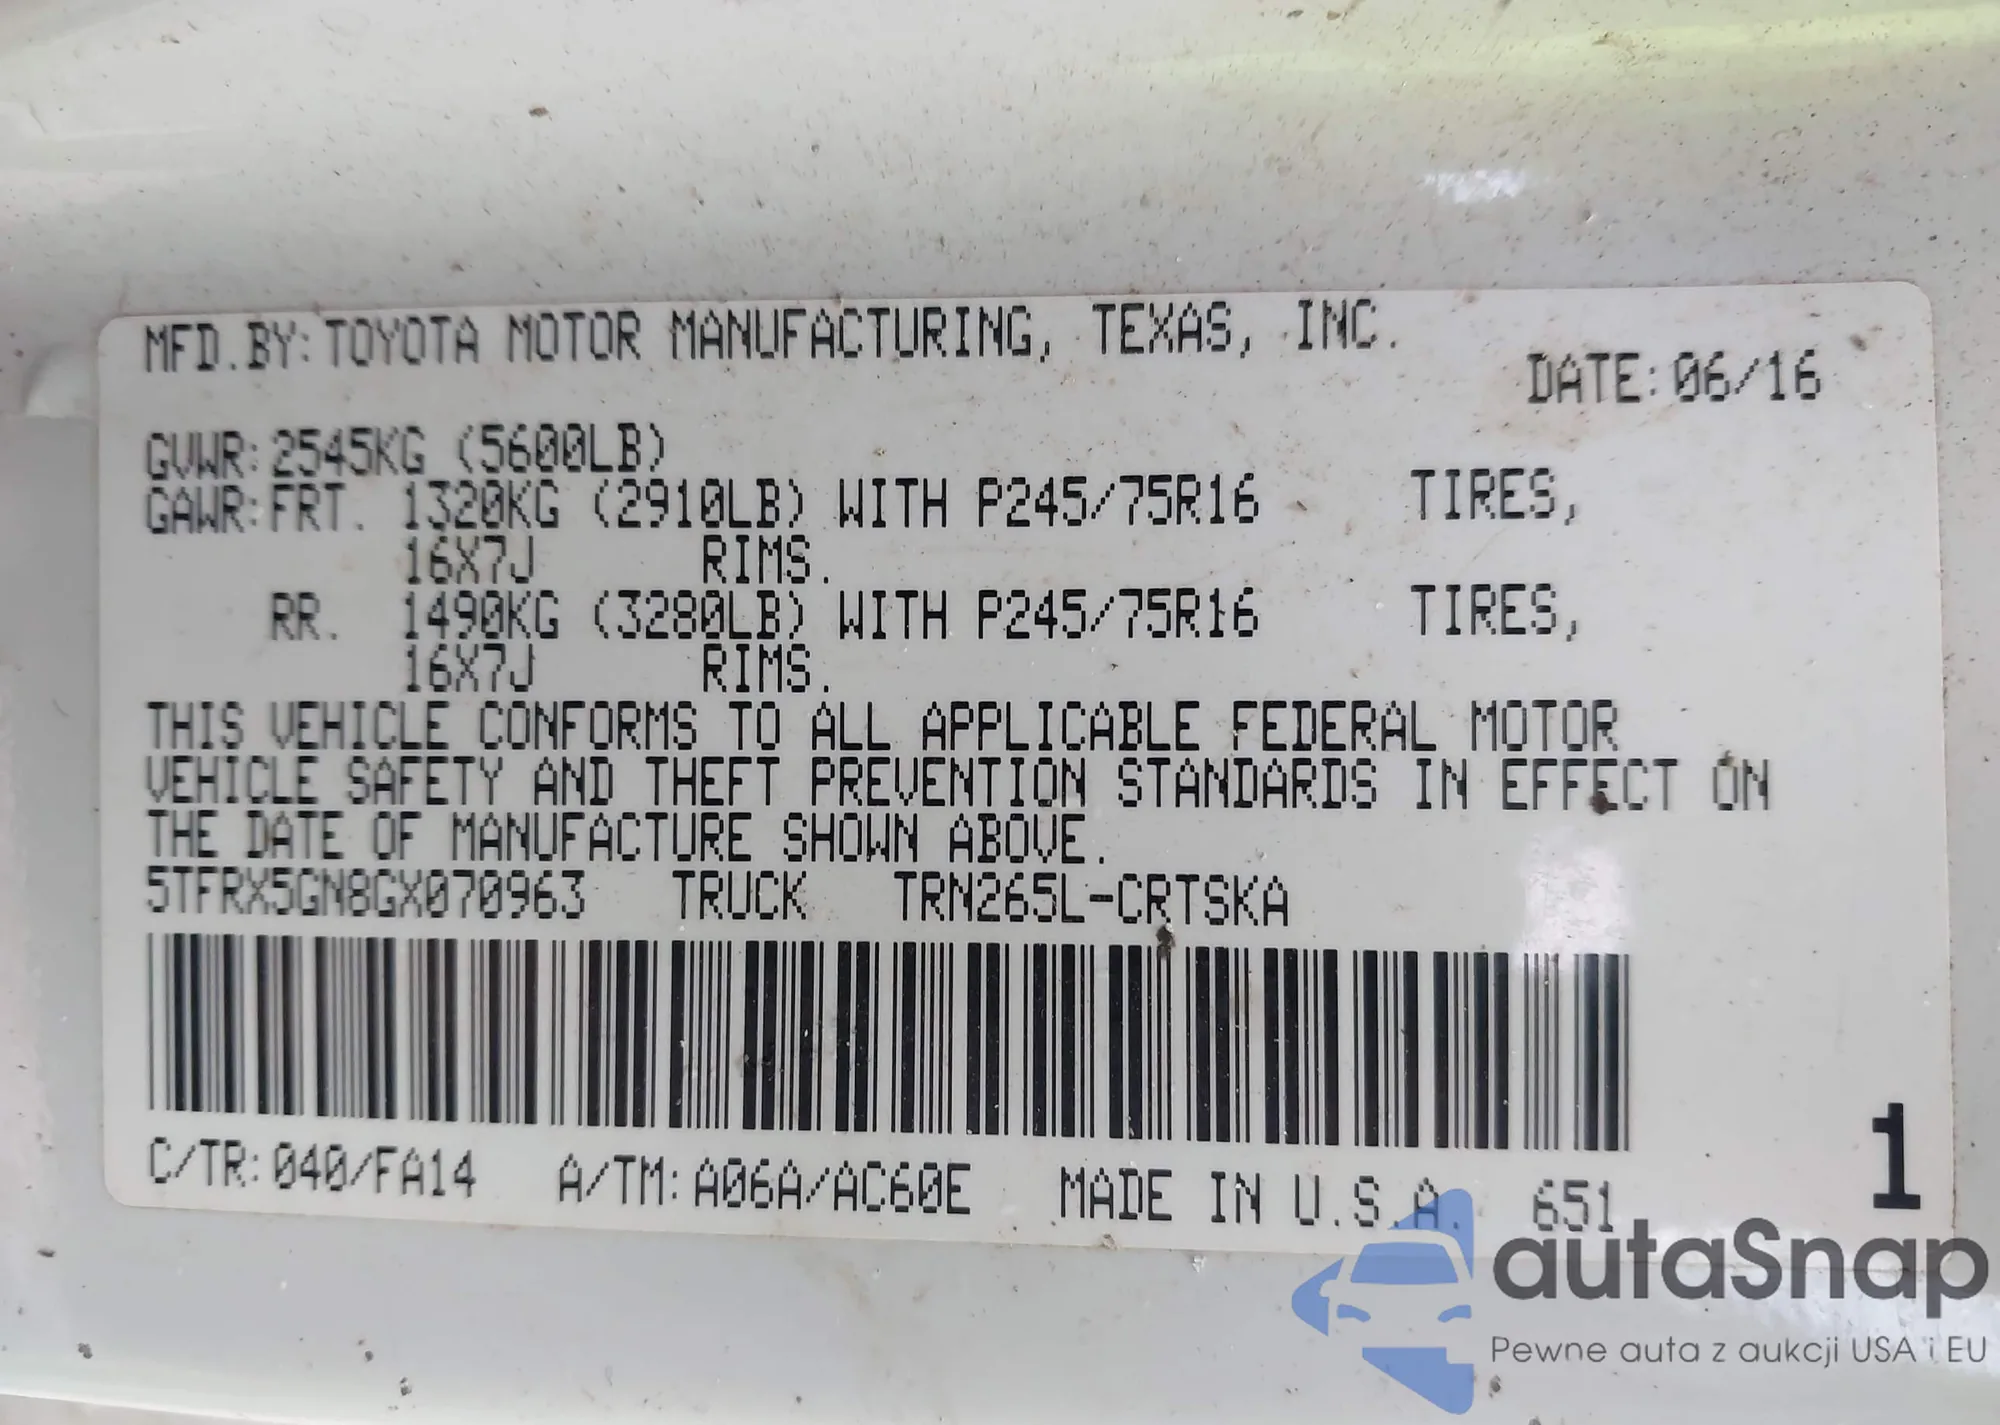 MFD.BY:TOYOTA MOTOR MANUFACTURING, TEXAS, INC.
DATE:06/16
GVWR:2545KG (5600LB)
GAWR:FRT. 1320KG (2910LB) WITH P245/75R16 TIRES,
16X7J RIMS.
RR. 1490KG (3280LB) WITH P245/75R16 TIRES,
16X7J RIMS.
THIS VEHICLE CONFORMS TO ALL APPLICABLE FEDERAL MOTOR
VEHICLE SAFETY AND THEFT PREVENTION STANDARDS IN EFFECT ON
THE DATE OF MANUFACTURE SHOWN ABOVE.
5TFRX5GN8GX070963 TRUCK TRN265L-CRTSKA
C/TR:040/FA14 A/TM:A06A/AC60E MADE IN U.S.A. 651
1
autaSnap
Pewne auta z aukcji USA i EU